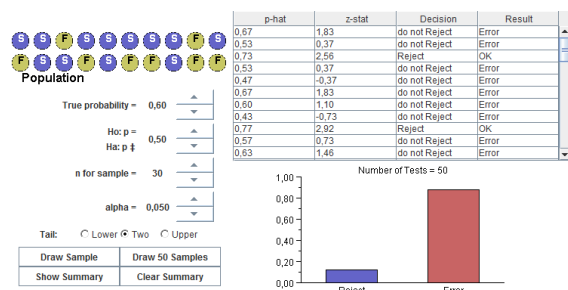 S S F S S S S S F S
F S S F S F F S F F
Population
True probability = 0,60
Ho: p =
Ha: p ‡
0,50
n for sample = 30
alpha = 0,050
Tail: Lower Two Upper
Draw Sample Draw 50 Samples
Show Summary Clear Summary
p-hat z-stat Decision Result
0,67 1,83 do not Reject Error
0,53 0,37 do not Reject Error
0,73 2,56 Reject OK
0,53 0,37 do not Reject Error
0,47 -0,37 do not Reject Error
0,67 1,83 do not Reject Error
0,60 1,10 do not Reject Error
0,43 -0,73 do not Reject Error
0,77 2,92 Reject OK
0,57 0,73 do not Reject Error
0,63 1,46 do not Reject Error
Number of Tests = 50
1,00
0,80
0,60
0,40
0,20
0,00
Reject Error